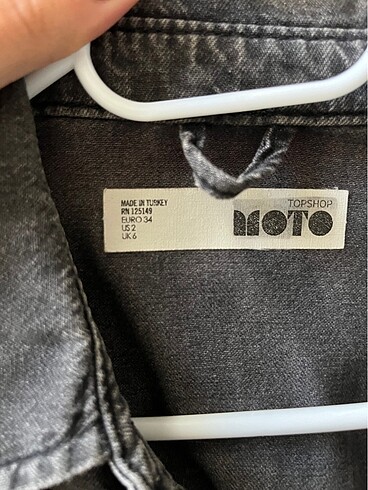 MADE IN TURKEY
RN 125149
EURO 34
US 2
UK 6
TOPSHOP
MOTO